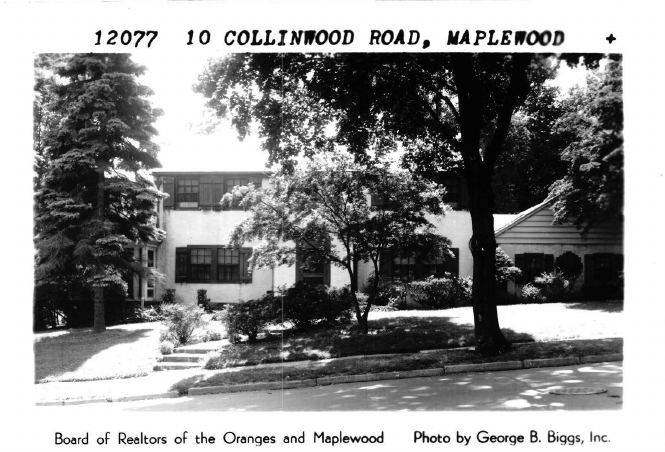 12077 10 COLLINWOOD ROAD, MAPLEWOOD +
Board of Realtors of the Oranges and Maplewood Photo by George B. Biggs, Inc.